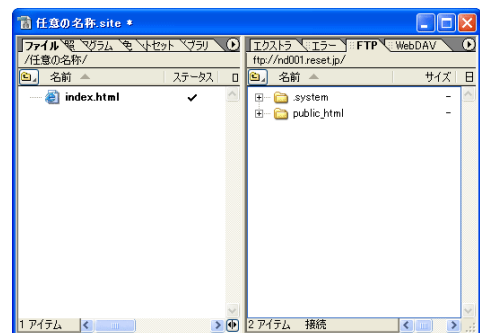 任意の名称.site *
ファイル
エクストラ エラー FTP WebDAV
/任意の名称/
ftp://nd001.reset.jp/
名前 ステータス
名前 サイズ 日
index.html
.system -
public_html -
1 アイテム
2 アイテム 接続